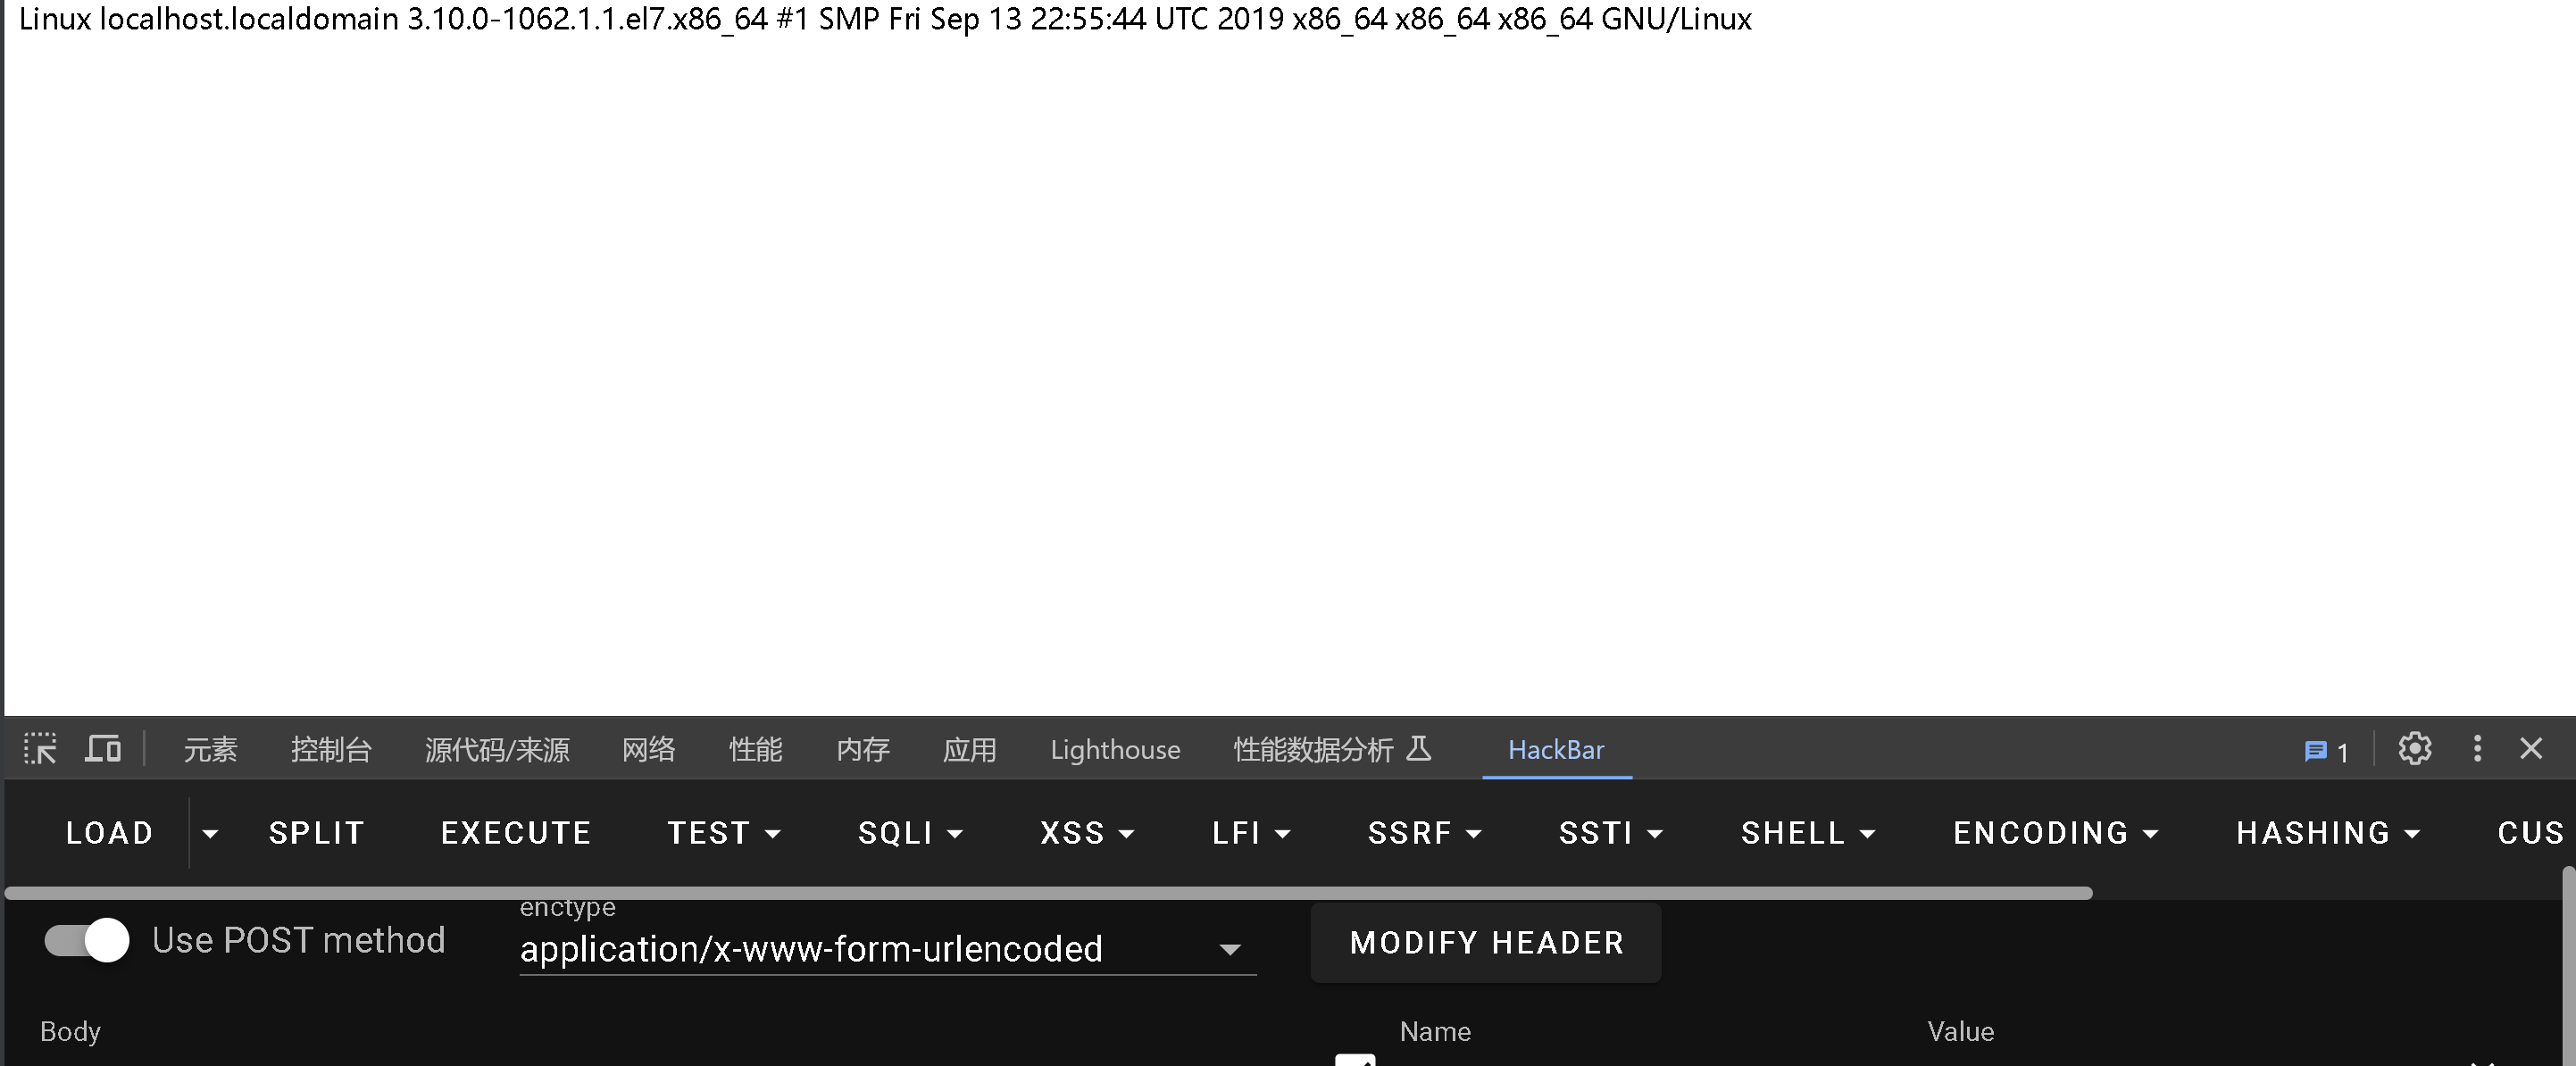 Linux localhost.localdomain 3.10.0-1062.1.1.el7.x86_64 #1 SMP Fri Sep 13 22:55:44 UTC 2019 x86_64 x86_64 x86_64 GNU/Linux
元素 控制台 源代码/来源 网络 性能 内存 应用 Lighthouse 性能数据分析 HackBar 1
LOAD SPLIT EXECUTE TEST SQLI XSS LFI SSRF SSTI SHELL ENCODING HASHING CUS
enctype
Use POST method application/x-www-form-urlencoded MODIFY HEADER
Body Name Value